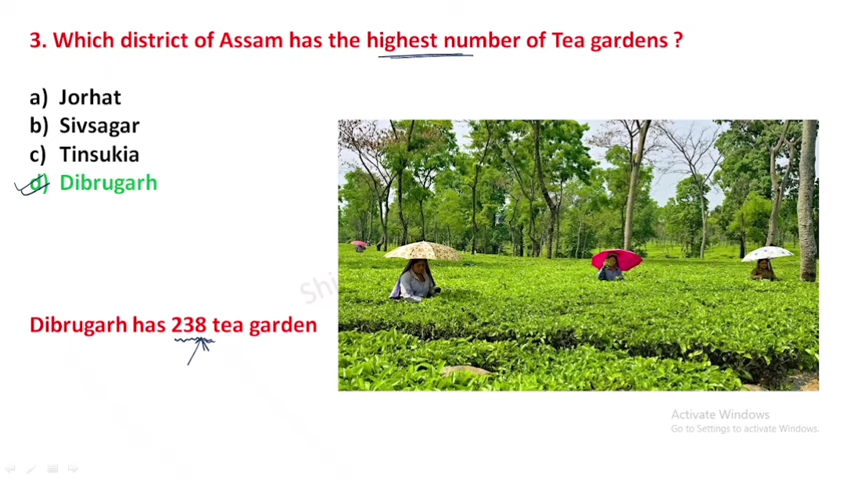 3. Which district of Assam has the highest number of Tea gardens ?
a) Jorhat
b) Sivsagar
c) Tinsukia
d) Dibrugarh
Dibrugarh has 238 tea garden
Activate Windows
Go to Settings to activate Windows.